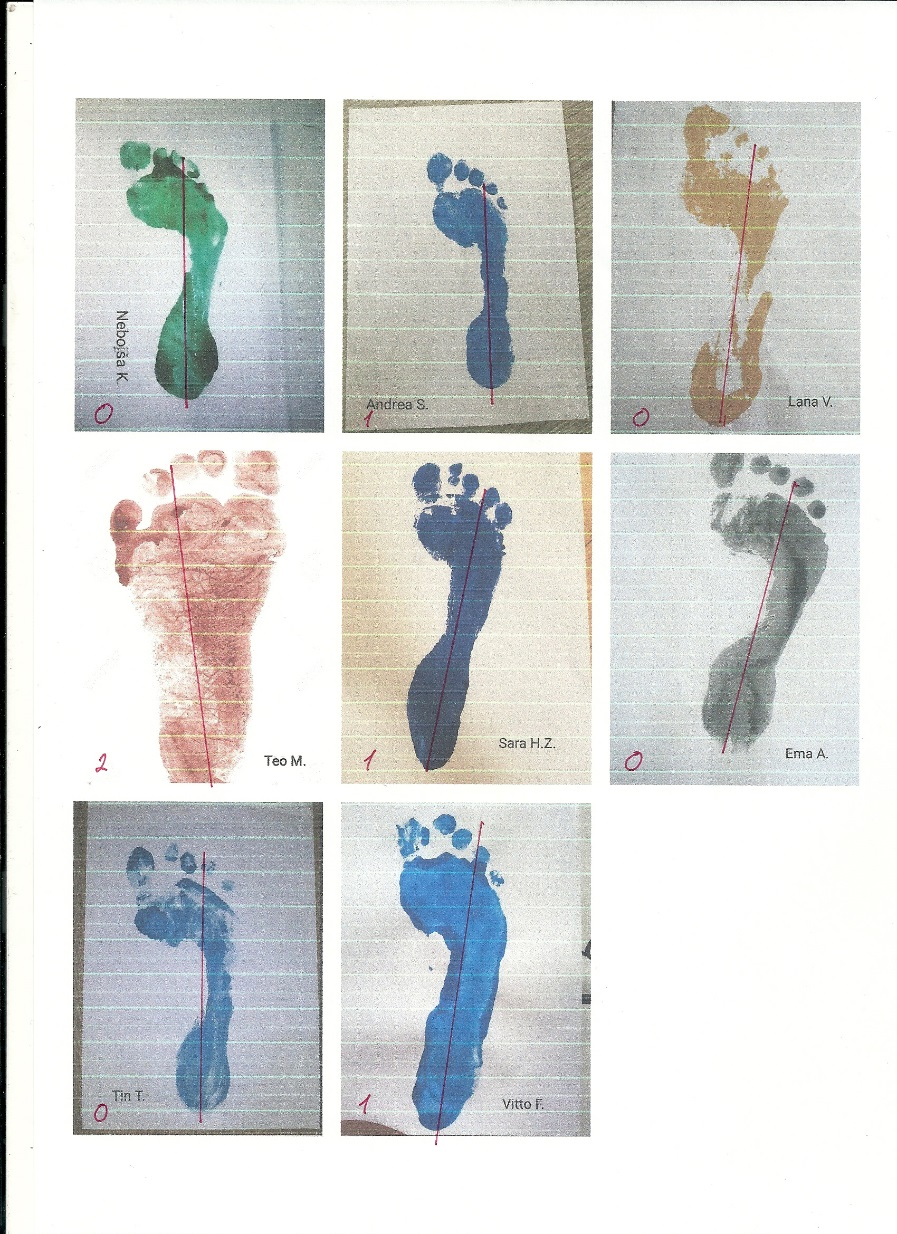 Nebojša K.
0
Andrea S.
1
Lana V.
0
Teo M.
2
Sara H.Z.
1
Ema A.
0
Tin T.
0
Vitto F.
1